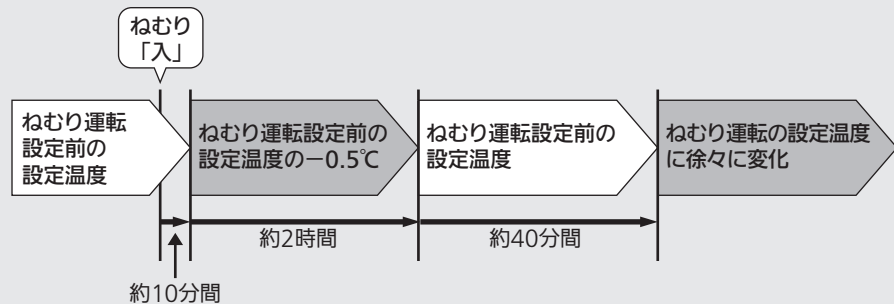 ねむり
「入」
ねむり運転
設定前の
設定温度
ねむり運転設定前の
設定温度の－0.5℃
ねむり運転設定前の
設定温度
ねむり運転の設定温度
に徐々に変化
約2時間
約40分間
約10分間